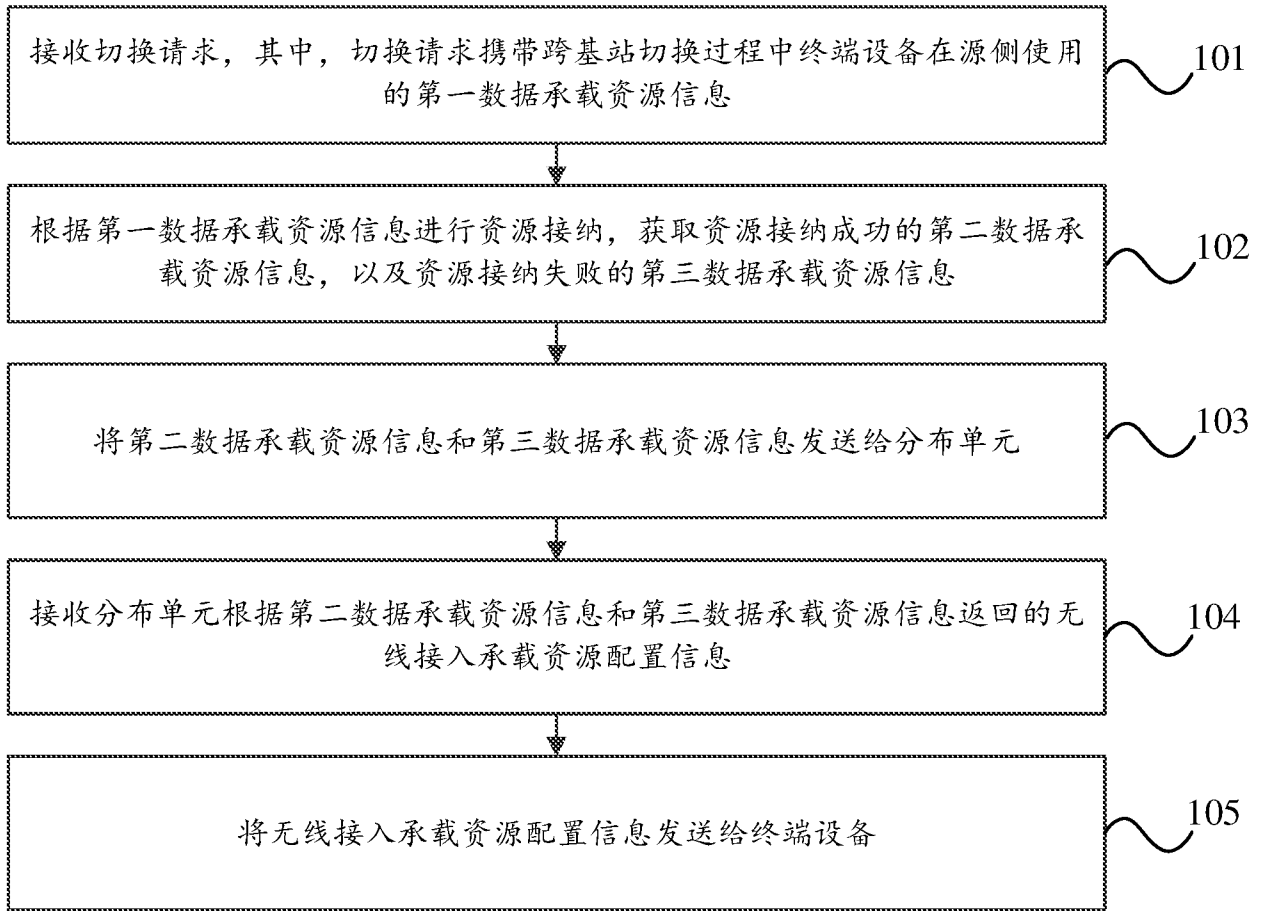 接收切换请求，其中，切换请求携带跨基站切换过程中终端设备在源侧使用
的第一数据承载资源信息
101
根据第一数据承载资源信息进行资源接纳，获取资源接纳成功的第二数据承
载资源信息，以及资源接纳失败的第三数据承载资源信息
102
将第二数据承载资源信息和第三数据承载资源信息发送给分布单元
103
接收分布单元根据第二数据承载资源信息和第三数据承载资源信息返回的无
线接入承载资源配置信息
104
将无线接入承载资源配置信息发送给终端设备
105